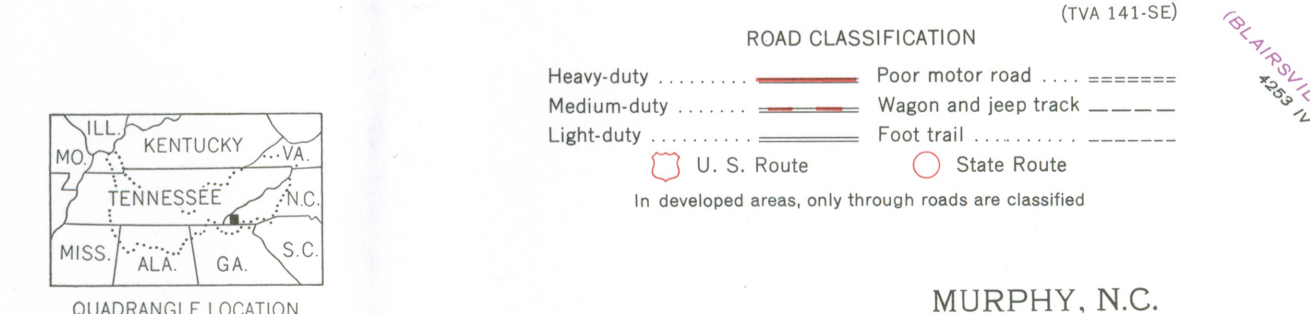 (TVA 141-SE)
ROAD CLASSIFICATION
Heavy-duty ......... Poor motor road ....
Medium-duty ....... Wagon and jeep track
Light-duty .......... Foot trail ..........
U. S. Route State Route
In developed areas, only through roads are classified
4253 IV
ILL.
KENTUCKY
MO.
VA.
TENNESSEE
N.C.
MISS.
ALA.
GA.
S.C.
QUADRANGLE LOCATION
MURPHY, N.C.